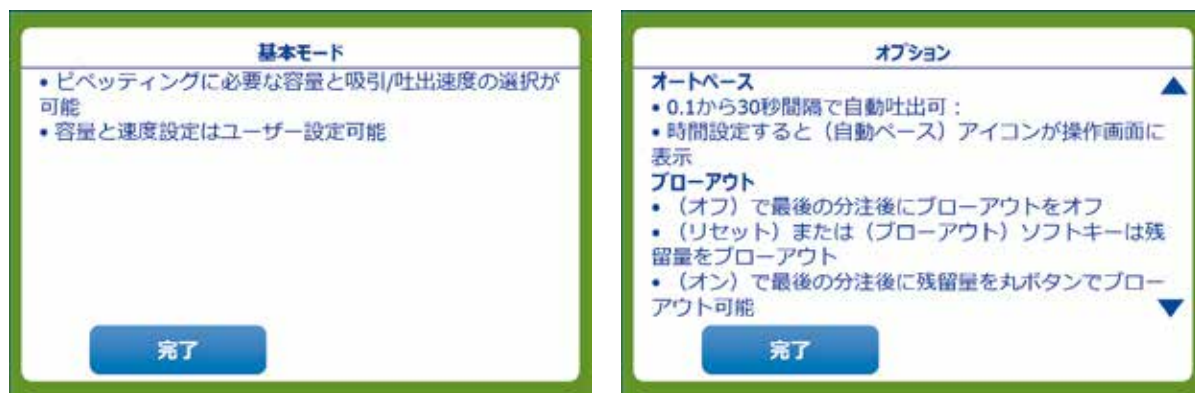 基本モード
• ピペッティングに必要な容量と吸引/吐出速度の選択が
可能
• 容量と速度設定はユーザー設定可能
完了
オプション
オートペース
• 0.1から30秒間隔で自動吐出可：
• 時間設定すると（自動ペース）アイコンが操作画面に
表示
ブローアウト
• （オフ）で最後の分注後にブローアウトをオフ
• （リセット）または（ブローアウト）ソフトキーは残
留量をブローアウト
• （オン）で最後の分注後に残留量を丸ボタンでブロー
アウト可能
完了